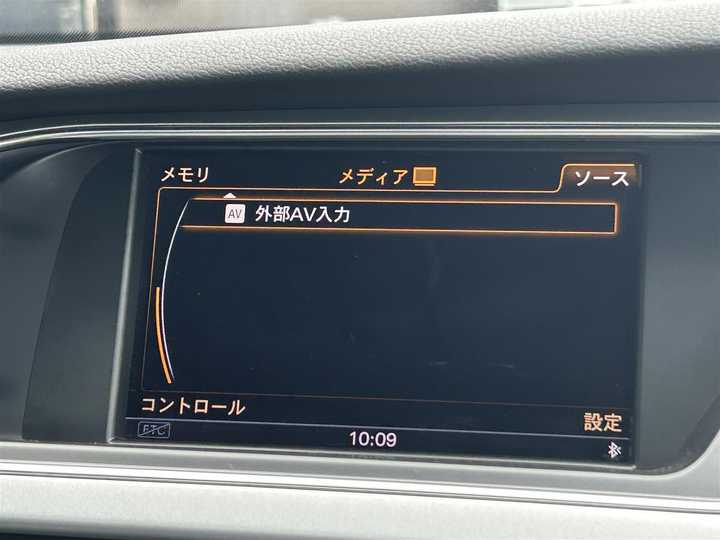 メモリ
メディア
ソース
AV 外部AV入力
コントロール
設定
ETC
10:09